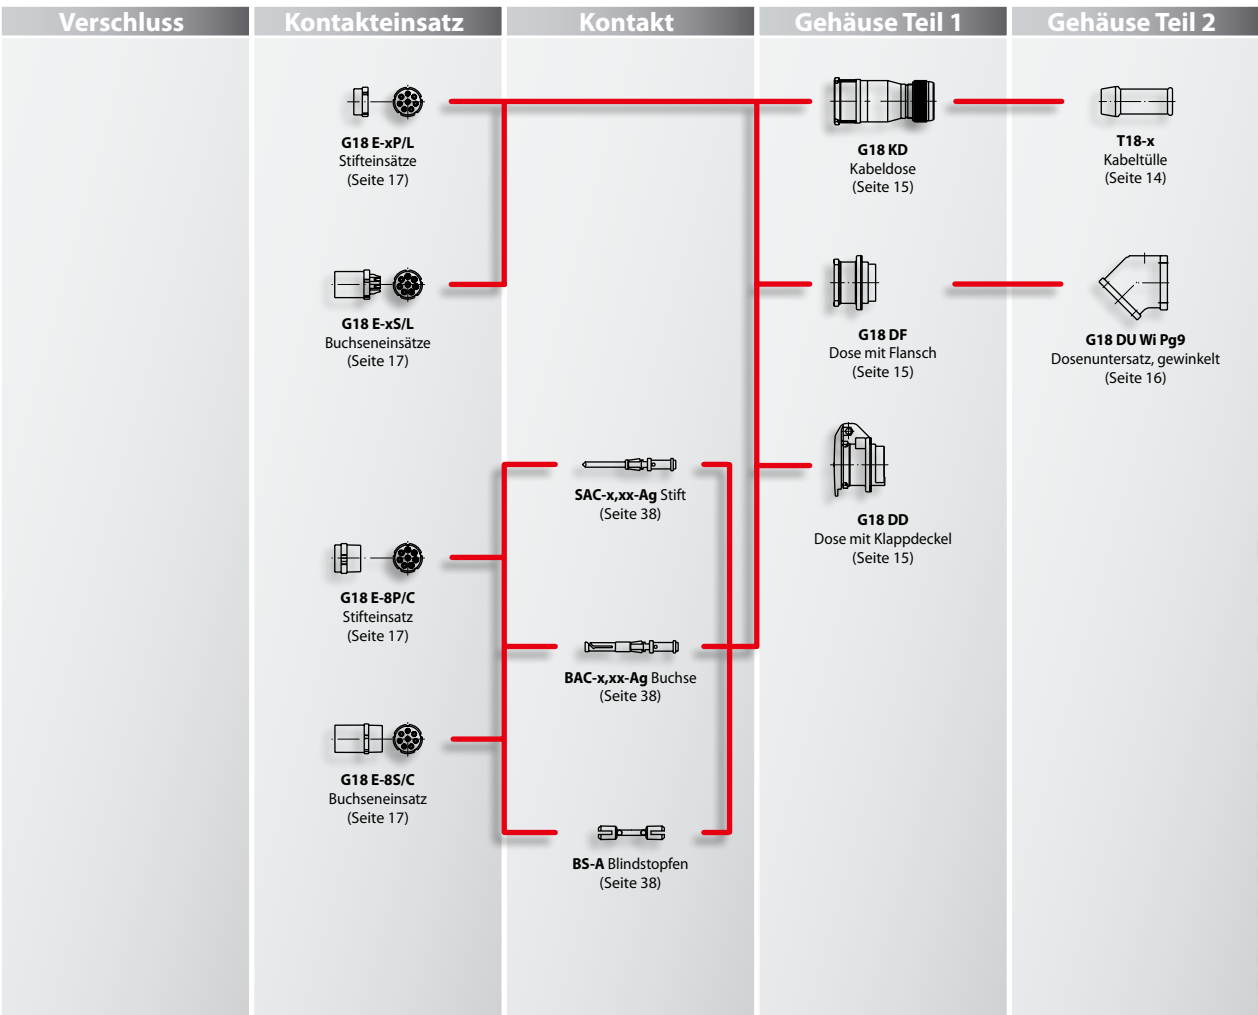 Verschluss
Kontakteinsatz
Kontakt
Gehäuse Teil 1
Gehäuse Teil 2
G18 E-xP/L
Stifteinsätze
(Seite 17)
G18 E-xS/L
Buchseneinsätze
(Seite 17)
G18 E-8P/C
Stifteinsatz
(Seite 17)
G18 E-8S/C
Buchseneinsatz
(Seite 17)
SAC-x,xx-Ag Stift
(Seite 38)
BAC-x,xx-Ag Buchse
(Seite 38)
BS-A Blindstopfen
(Seite 38)
G18 KD
Kabeldose
(Seite 15)
G18 DF
Dose mit Flansch
(Seite 15)
G18 DD
Dose mit Klappdeckel
(Seite 15)
T18-x
Kabeltülle
(Seite 14)
G18 DU Wi Pg9
Dosenuntersatz, gewinkelt
(Seite 16)